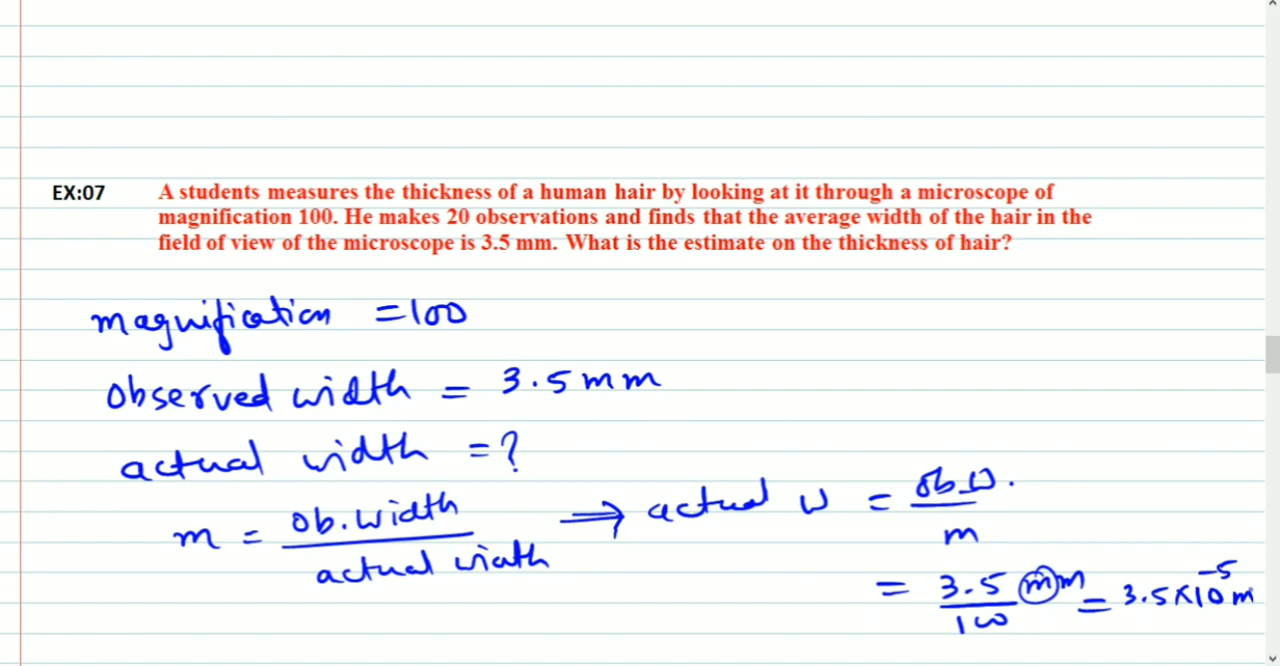 EX:07 A students measures the thickness of a human hair by looking at it through a microscope of
magnification 100. He makes 20 observations and finds that the average width of the hair in the
field of view of the microscope is 3.5 mm. What is the estimate on the thickness of hair?
magnification = 100
observed width = 3.5 mm
actual width = ?
m = ob. width / actual width ⟹ actual w = ob w. / m
= 3.5 mm / 100 = 3.5 × 10⁻⁵ m